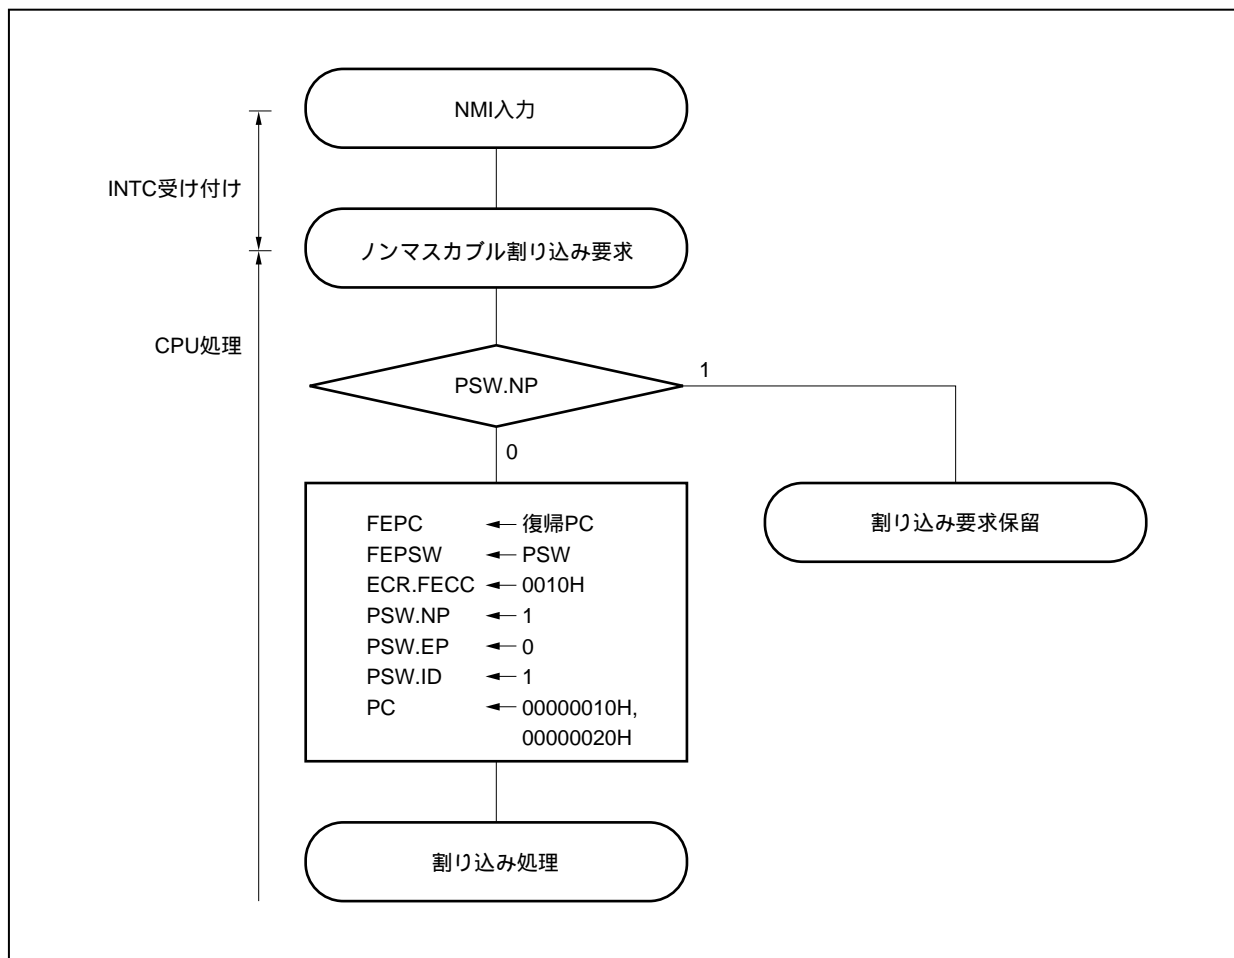 NMI入力
INTC受け付け
ノンマスカブル割り込み要求
CPU処理
PSW.NP
1
0
FEPC ← 復帰PC
FEPSW ← PSW
ECR.FECC ← 0010H
PSW.NP ← 1
PSW.EP ← 0
PSW.ID ← 1
PC ← 00000010H,
00000020H
割り込み要求保留
割り込み処理